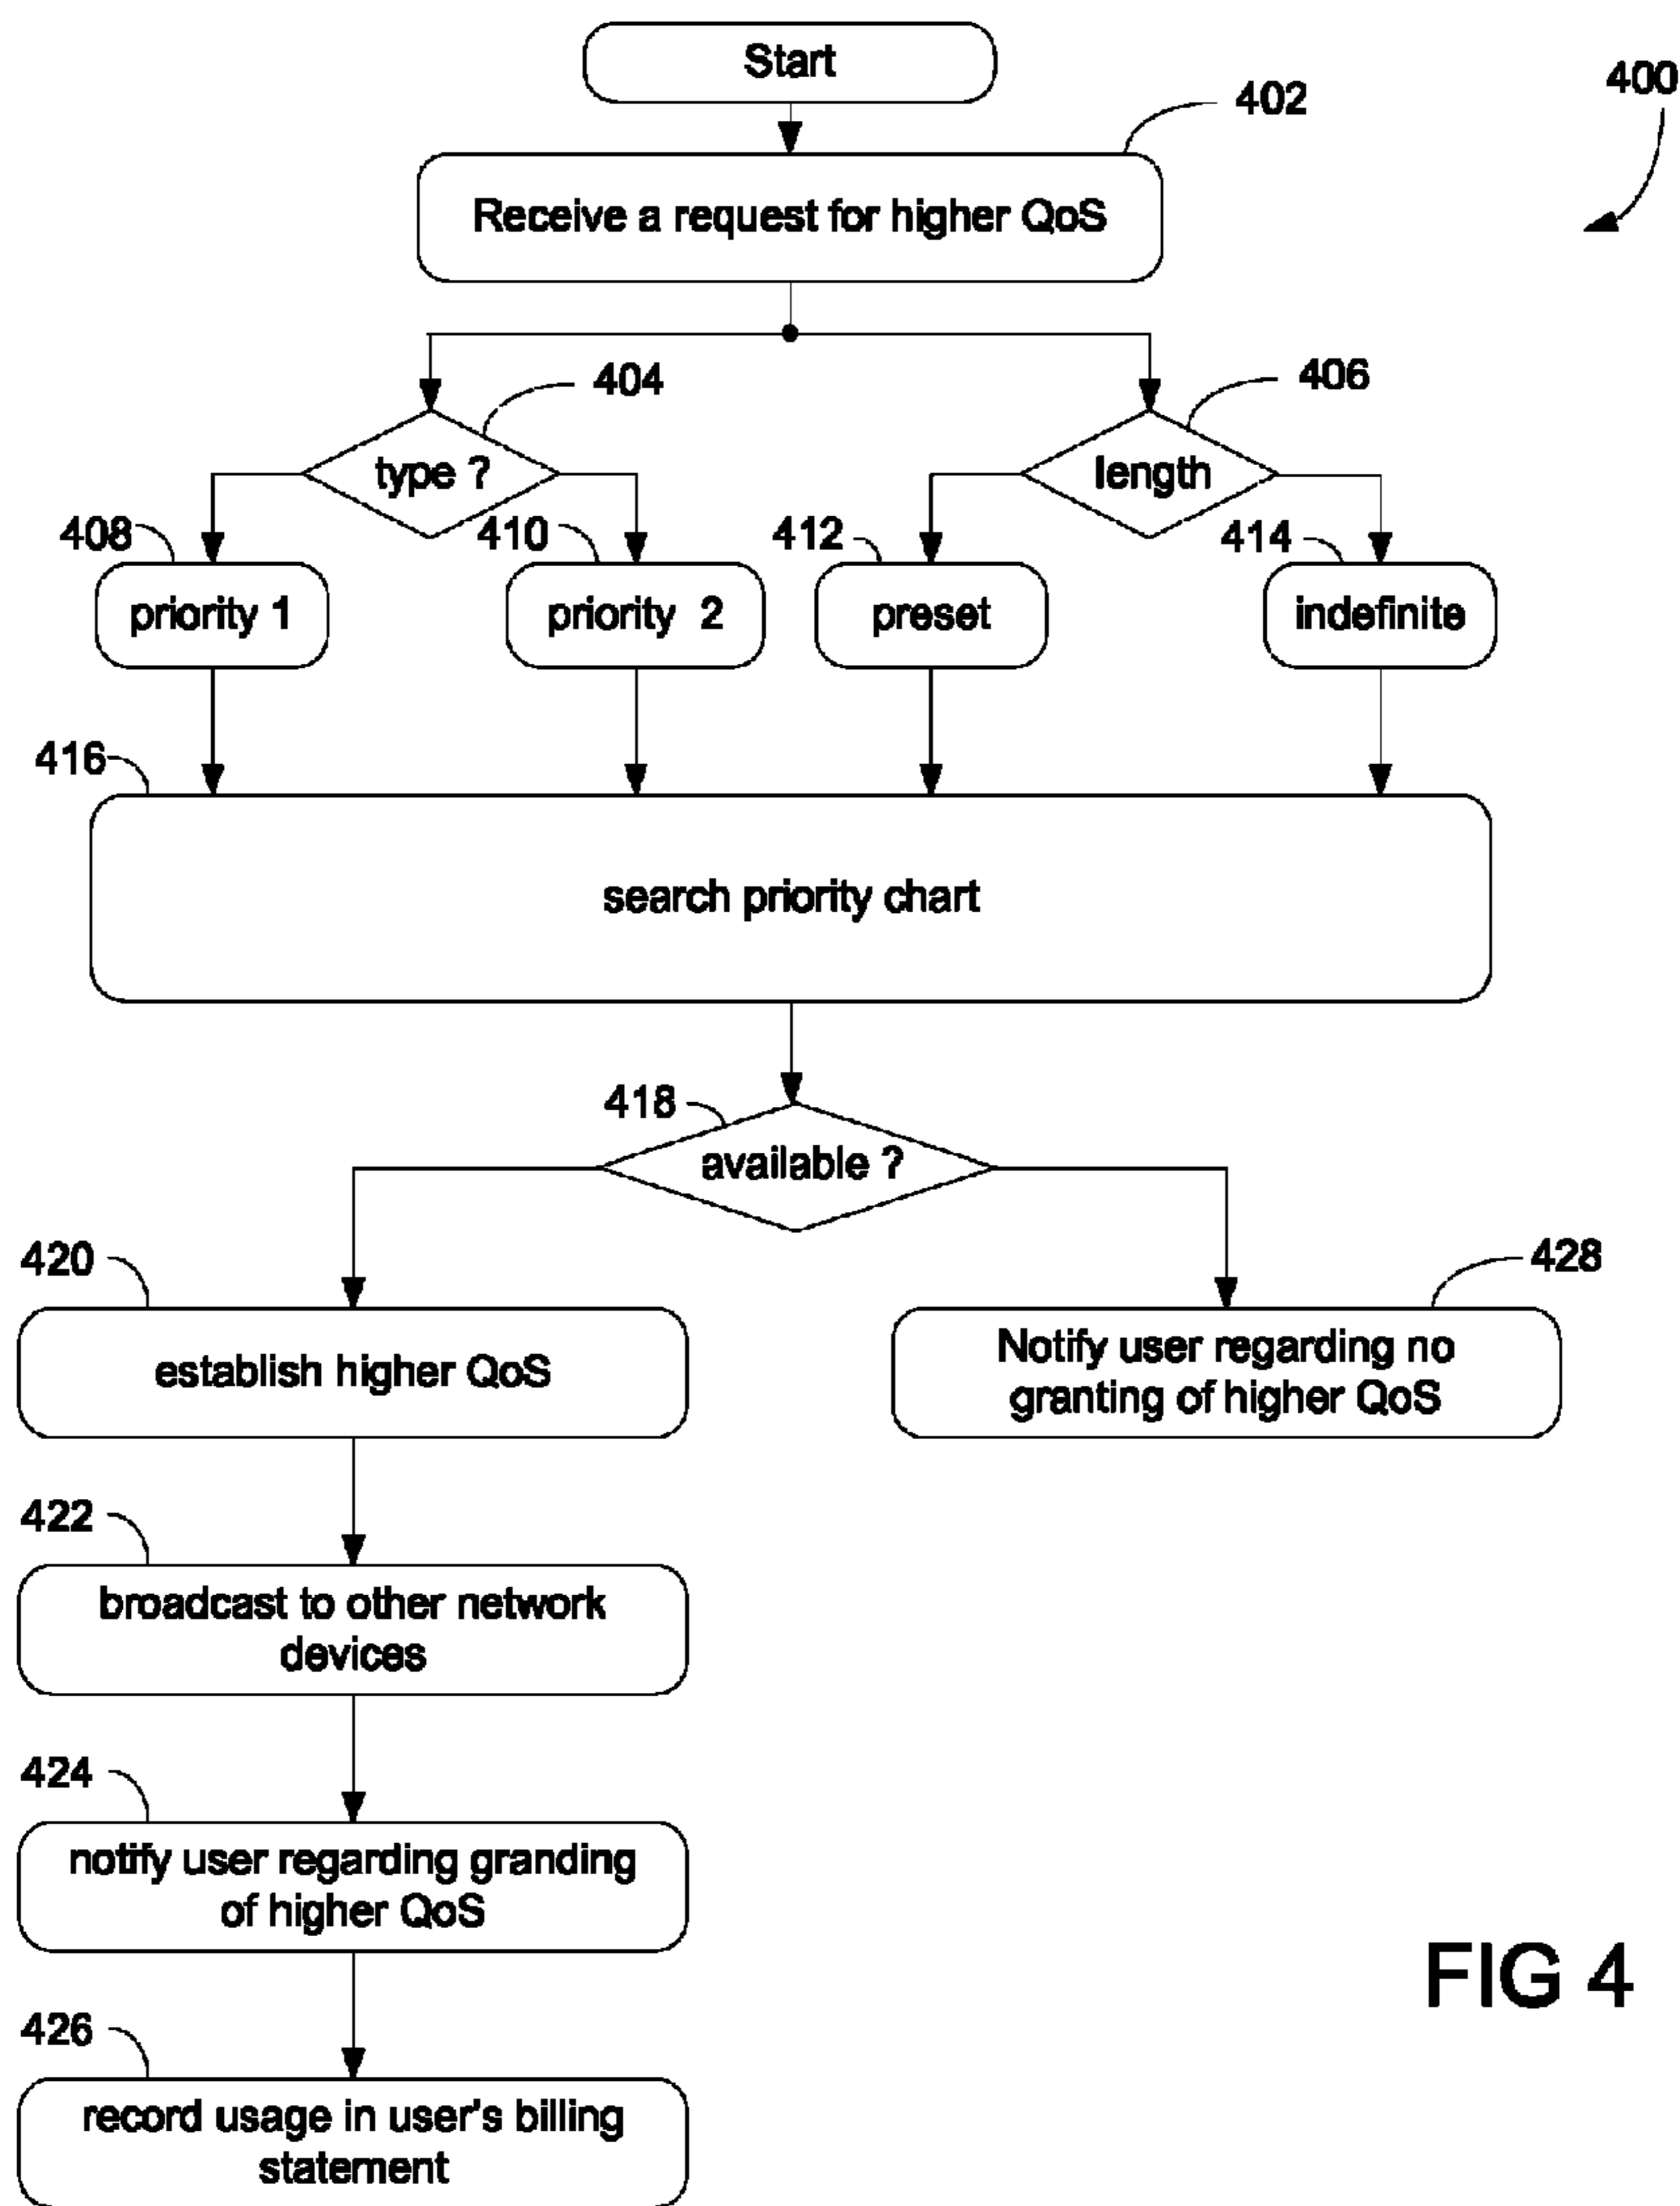 Start
400
402
Receive a request for higher QoS
404
406
type ?
length
408
410
412
414
priority 1
priority 2
preset
indefinite
416
search priority chart
418
available ?
420
428
establish higher QoS
Notify user regarding no
granting of higher QoS
422
broadcast to other network
devices
424
notify user regarding granding
of higher QoS
FIG 4
426
record usage in user's billing
statement